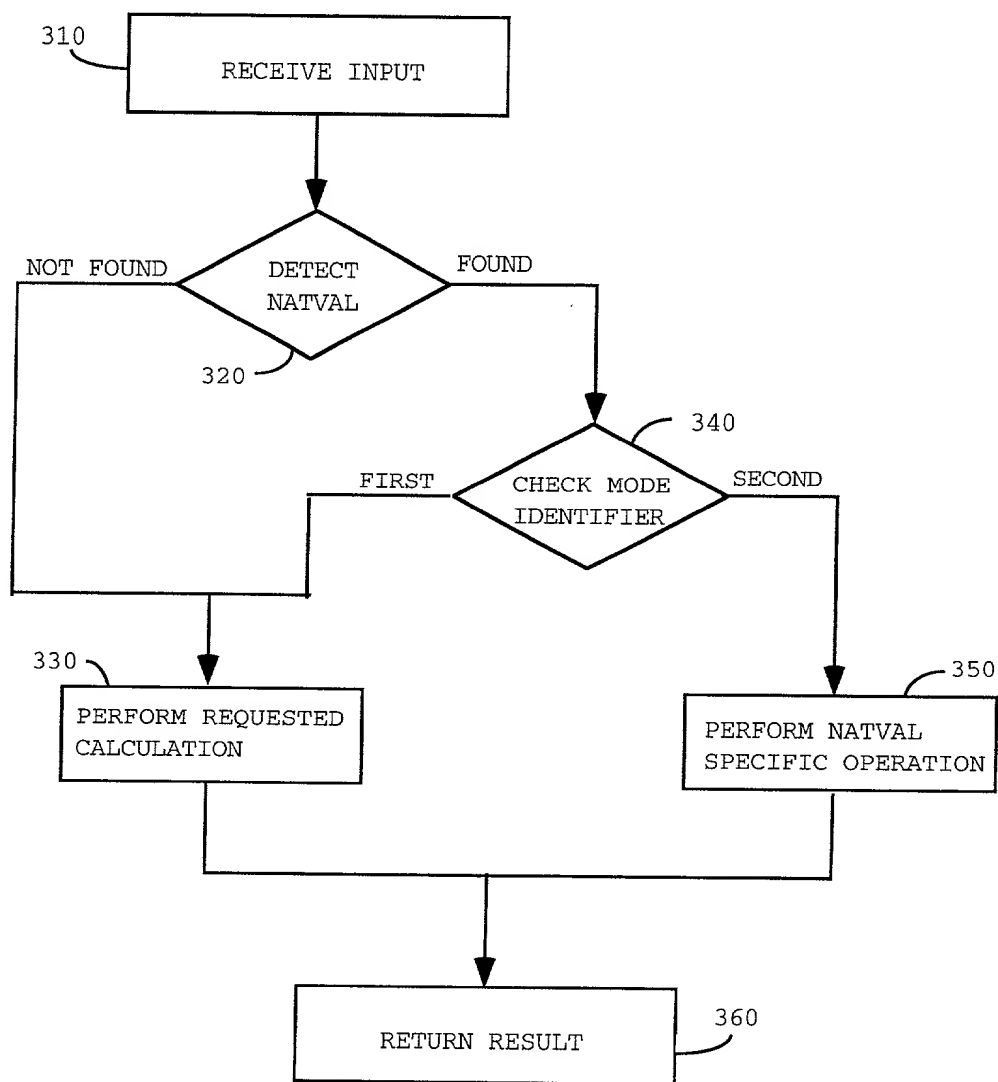 310
RECEIVE INPUT
NOT FOUND
DETECT
NATVAL
FOUND
320
340
FIRST
CHECK MODE
IDENTIFIER
SECOND
330
PERFORM REQUESTED
CALCULATION
350
PERFORM NATVAL
SPECIFIC OPERATION
RETURN RESULT
360